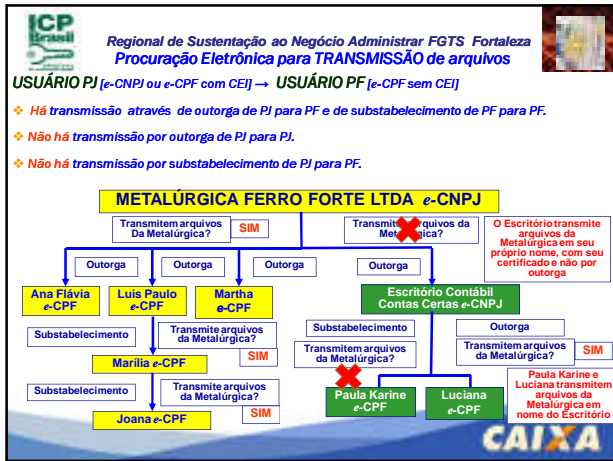 ICP
Brasil
Regional de Sustentação ao Negócio Administrar FGTS Fortaleza
Procuração Eletrônica para TRANSMISSÃO de arquivos
USUÁRIO PJ [e-CNPJ ou e-CPF com CEI] → USUÁRIO PF [e-CPF sem CEI]
❖ Há transmissão através de outorga de PJ para PF e de substabelecimento de PF para PF.
❖ Não há transmissão por outorga de PJ para PJ.
❖ Não há transmissão por substabelecimento de PJ para PF.
METALÚRGICA FERRO FORTE LTDA e-CNPJ
Transmitem arquivos
Da Metalúrgica?
SIM
Transmite arquivos da
Metalúrgica?
O Escritório transmite
arquivos da
Metalúrgica em seu
próprio nome, com seu
certificado e não por
outorga
Outorga
Outorga
Outorga
Outorga
Ana Flávia
e-CPF
Luis Paulo
e-CPF
Martha
e-CPF
Escritório Contábil
Contas Certas e-CNPJ
Substabelecimento
Transmite arquivos
da Metalúrgica?
SIM
Substabelecimento
Transmitem arquivos
da Metalúrgica?
Outorga
Transmitem arquivos
da Metalúrgica?
SIM
Marília e-CPF
Substabelecimento
Transmite arquivos
da Metalúrgica?
SIM
Joana e-CPF
Paula Karine
e-CPF
Luciana
e-CPF
Paula Karine e
Luciana transmitem
arquivos da
Metalúrgica em
nome do Escritório
CAIXA